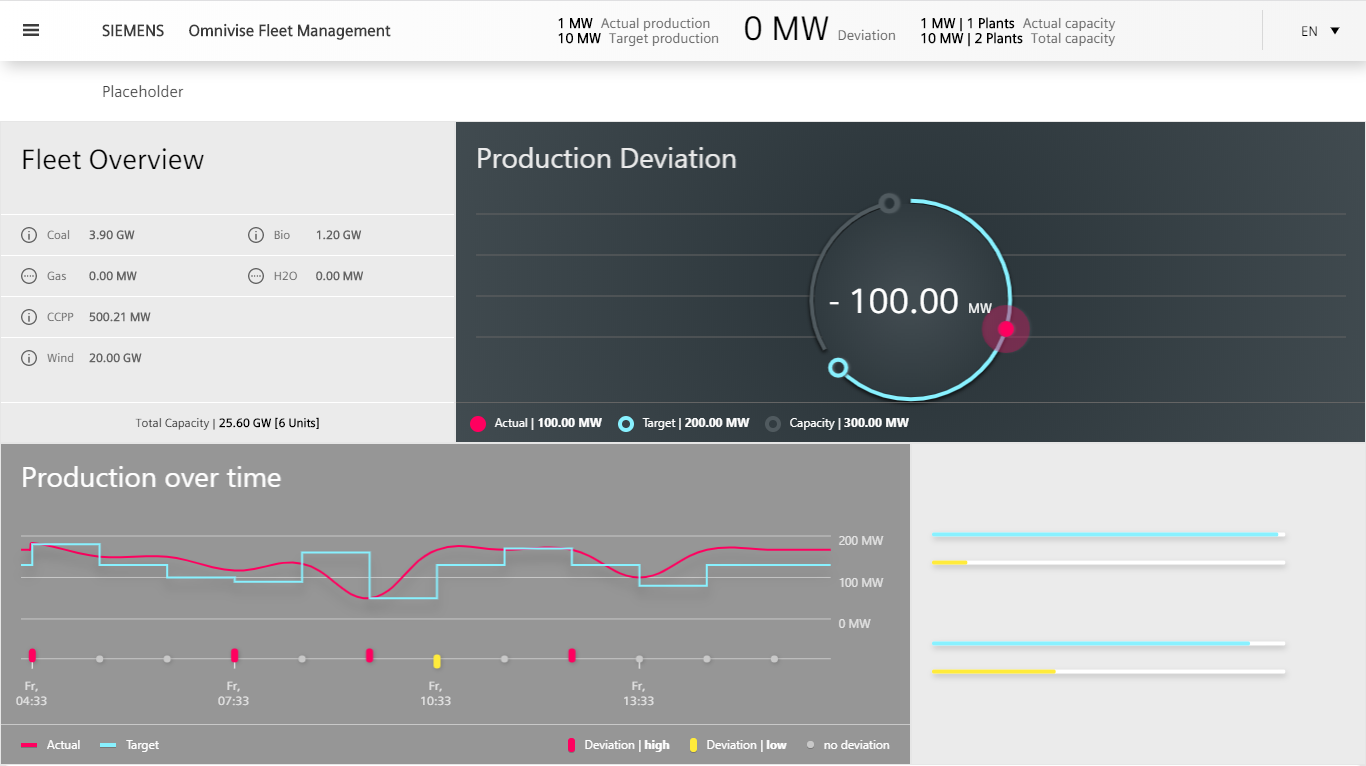 SIEMENS Omnivise Fleet Management
1 MW Actual production
10 MW Target production
0 MW Deviation
1 MW | 1 Plants Actual capacity
10 MW | 2 Plants Total capacity
EN
Placeholder
Fleet Overview
Coal 3.90 GW Bio 1.20 GW
Gas 0.00 MW H2O 0.00 MW
CCPP 500.21 MW
Wind 20.00 GW
Total Capacity | 25.60 GW [6 Units]
Production Deviation
- 100.00 MW
Actual | 100.00 MW Target | 200.00 MW Capacity | 300.00 MW
Production over time
200 MW
100 MW
0 MW
Fr, Fr, Fr, Fr,
04:33 07:33 10:33 13:33
Actual Target Deviation | high Deviation | low no deviation